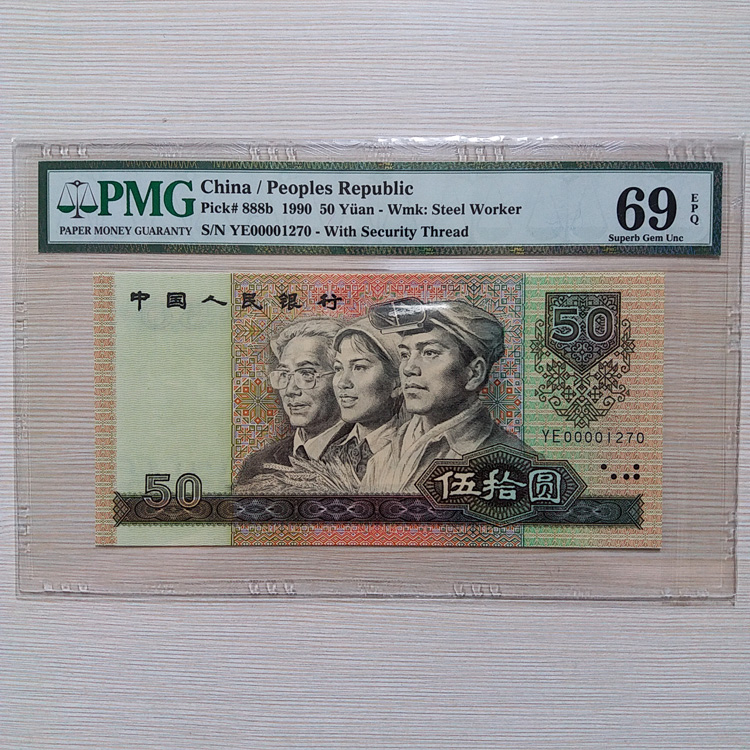 PMG
PAPER MONEY GUARANTY
China / Peoples Republic
Pick# 888b 1990 50 Yüan - Wmk: Steel Worker
S/N YE00001270 - With Security Thread
69
EPQ
Superb Gem Unc
中国人民银行
50
YE00001270
50
伍拾圆